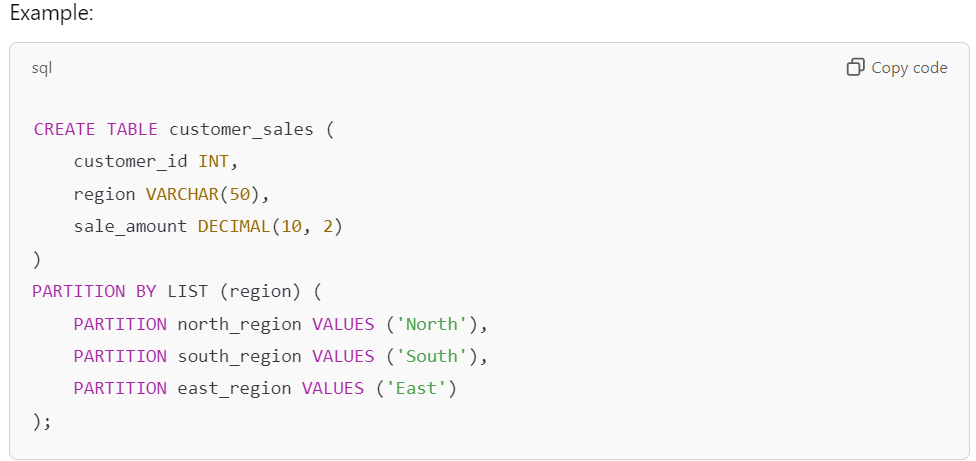 Example:
sql
Copy code
CREATE TABLE customer_sales (
    customer_id INT,
    region VARCHAR(50),
    sale_amount DECIMAL(10, 2)
)
PARTITION BY LIST (region) (
    PARTITION north_region VALUES ('North'),
    PARTITION south_region VALUES ('South'),
    PARTITION east_region VALUES ('East')
);